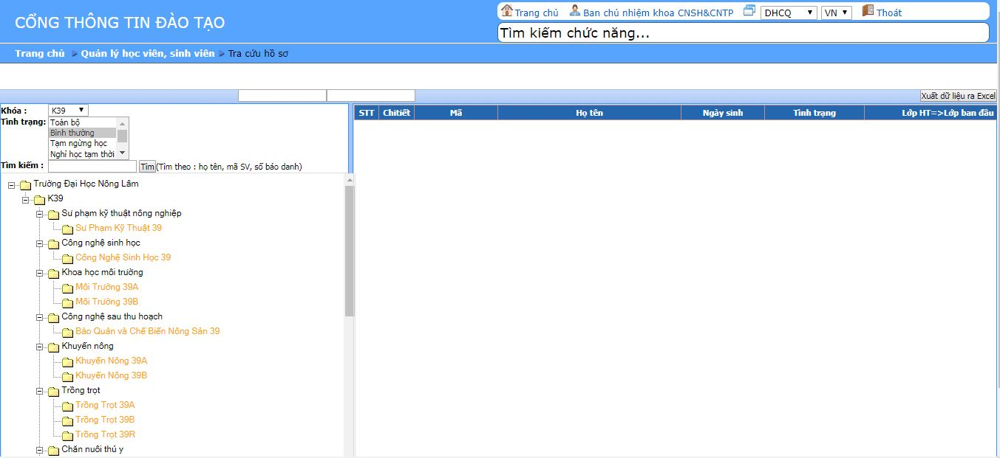 CỔNG THÔNG TIN ĐÀO TẠO
Trang chủ Ban chủ nhiệm khoa CNSH&CNTP DHCQ VN Thoát
Tìm kiếm chức năng...
Trang chủ Quản lý học viên, sinh viên Tra cứu hồ sơ
Xuất dữ liệu ra Excel
Khóa : K39
Tình trạng: Toàn bộ
Bình thường
Tạm ngừng học
Nghỉ học tạm thời
Tìm kiếm : Tìm (Tìm theo : họ tên, mã SV, số báo danh)
STT Chitiết Mã Họ tên Ngày sinh Tình trạng Lớp HT=>Lớp ban đầu
Trường Đại Học Nông Lâm
K39
Sư phạm kỹ thuật nông nghiệp
Sư Phạm Kỹ Thuật 39
Công nghệ sinh học
Công Nghệ Sinh Học 39
Khoa học môi trường
Môi Trường 39A
Môi Trường 39B
Công nghệ sau thu hoạch
Bảo Quản và Chế Biến Nông Sản 39
Khuyến nông
Khuyến Nông 39A
Khuyến Nông 39B
Trồng trọt
Trồng Trọt 39A
Trồng Trọt 39B
Trồng Trọt 39R
Chăn nuôi thú y